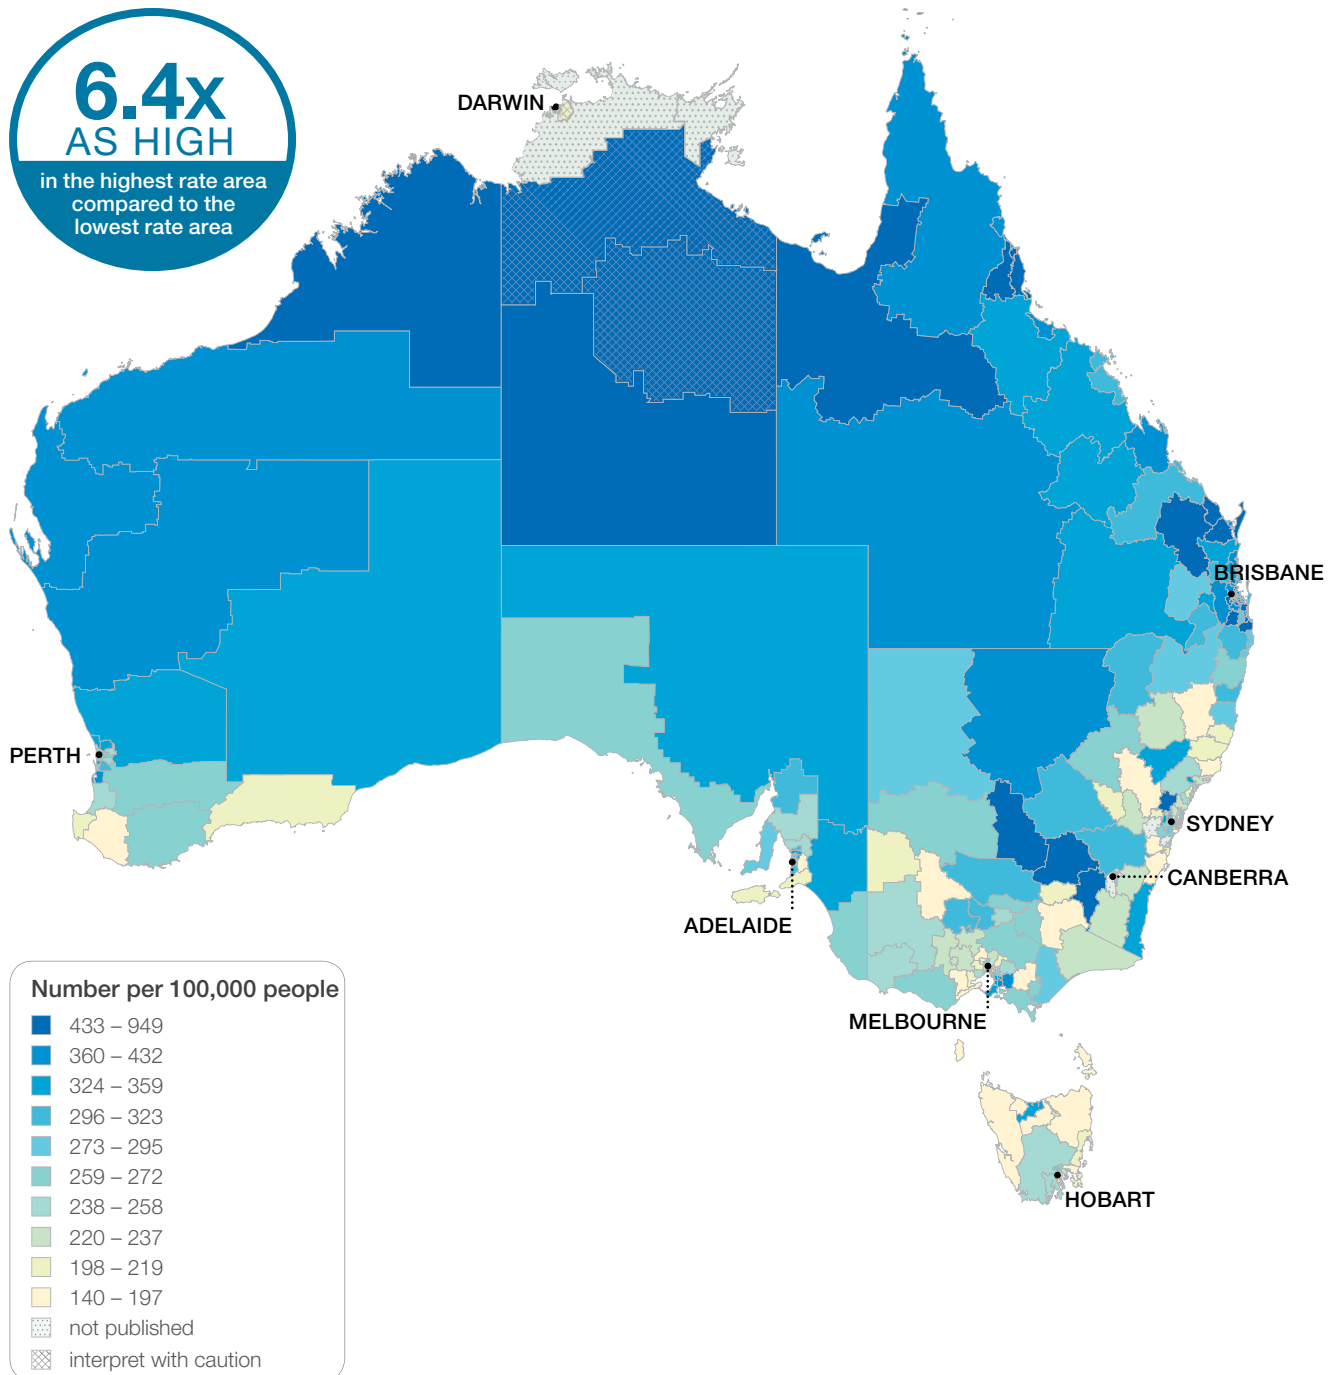 6.4x
AS HIGH
in the highest rate area
compared to the
lowest rate area
DARWIN
BRISBANE
PERTH
SYDNEY
CANBERRA
ADELAIDE
MELBOURNE
HOBART
Number per 100,000 people
433 – 949
360 – 432
324 – 359
296 – 323
273 – 295
259 – 272
238 – 258
220 – 237
198 – 219
140 – 197
not published
interpret with caution